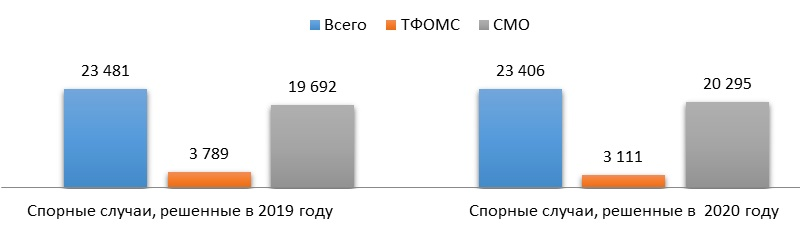 Всего ТФОМС СМО
23 481
3 789
19 692
23 406
3 111
20 295
Спорные случаи, решенные в 2019 году
Спорные случаи, решенные в 2020 году